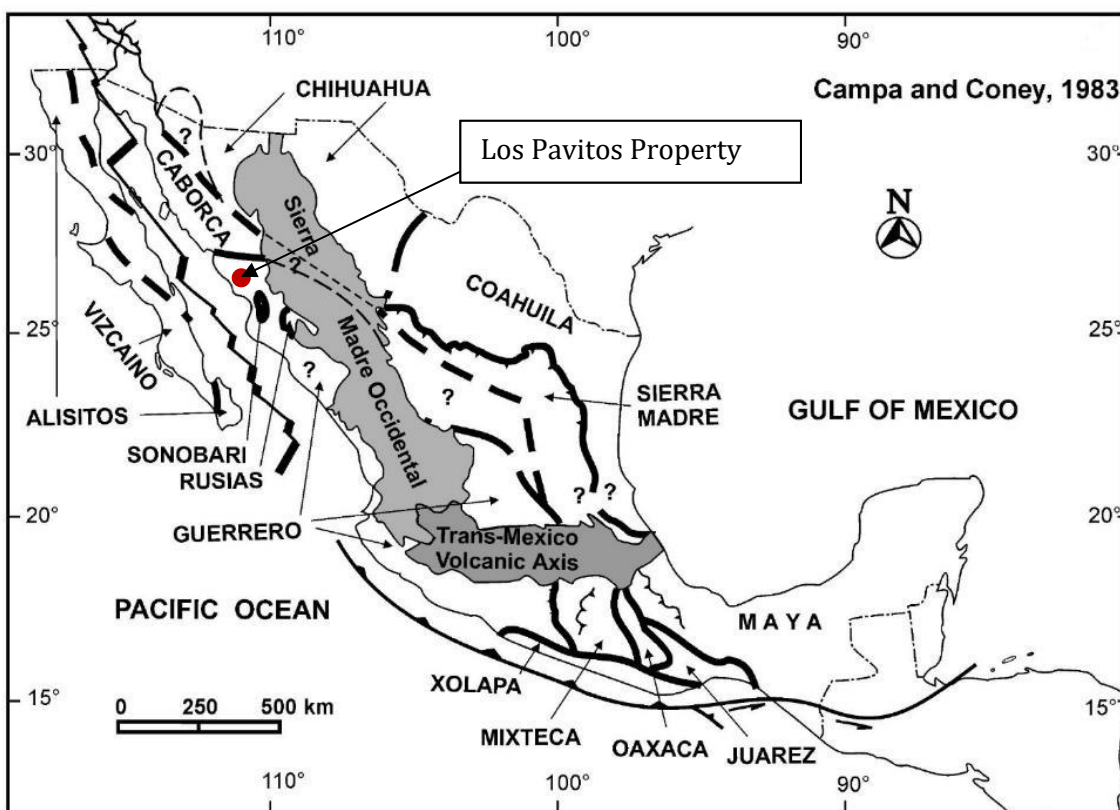 110°
100°
90°
CHIHUAHUA
Campa and Coney, 1983
?
30°
Los Pavitos Property
30°
CABORCA
Sierra
N
?
COAHUILA
VIZCAINO
25°
Madre Occidental
25°
?
?
SIERRA
MADRE
GULF OF MEXICO
ALISITOS
SONOBARI
RUSIAS
? ?
20°
GUERRERO
20°
Trans-Mexico
Volcanic Axis
PACIFIC OCEAN
MAYA
XOLAPA
15°
0 250 500 km
15°
MIXTECA
OAXACA
JUAREZ
110°
100°
90°